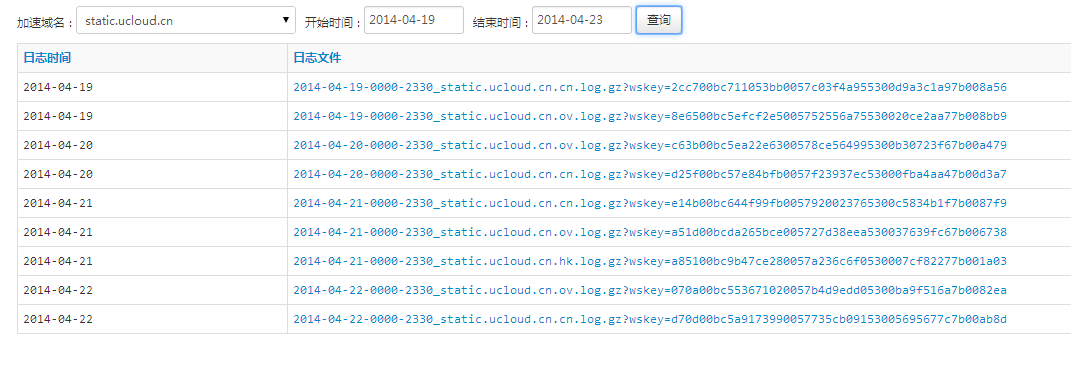 加速域名： static.ucloud.cn 开始时间： 2014-04-19 结束时间： 2014-04-23 查询
日志时间 日志文件
2014-04-19 2014-04-19-0000-2330_static.ucloud.cn.cn.log.gz?wskey=2cc700bc711053bb0057c03f4a955300d9a3c1a97b008a56
2014-04-19 2014-04-19-0000-2330_static.ucloud.cn.ov.log.gz?wskey=8e6500bc5efcf2e5005752556a75530020ce2aa77b008bb9
2014-04-20 2014-04-20-0000-2330_static.ucloud.cn.ov.log.gz?wskey=c63b00bc5ea22e6300578ce564995300b30723f67b00a479
2014-04-20 2014-04-20-0000-2330_static.ucloud.cn.cn.log.gz?wskey=d25f00bc57e84bfb0057f23937ec53000fba4aa47b00d3a7
2014-04-21 2014-04-21-0000-2330_static.ucloud.cn.cn.log.gz?wskey=e14b00bc644f99fb0057920023765300c5834b1f7b0087f9
2014-04-21 2014-04-21-0000-2330_static.ucloud.cn.ov.log.gz?wskey=a51d00bcda265bce005727d38eea530037639fc67b006738
2014-04-21 2014-04-21-0000-2330_static.ucloud.cn.hk.log.gz?wskey=a85100bc9b47ce280057a236c6f0530007cf82277b001a03
2014-04-22 2014-04-22-0000-2330_static.ucloud.cn.ov.log.gz?wskey=070a00bc553671020057b4d9edd05300ba9f516a7b0082ea
2014-04-22 2014-04-22-0000-2330_static.ucloud.cn.cn.log.gz?wskey=d70d00bc5a9173990057735cb09153005695677c7b00ab8d